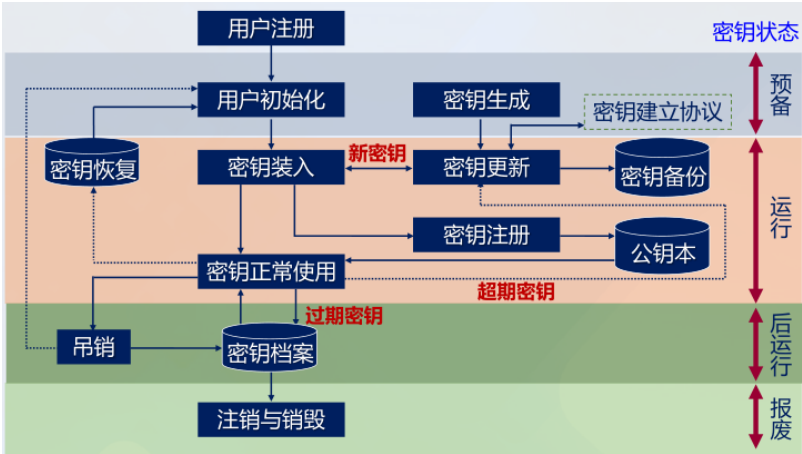 用户注册
密钥状态
用户初始化
密钥生成
密钥建立协议
预备
密钥恢复
密钥装入
新密钥
密钥更新
密钥备份
运行
密钥注册
公钥本
密钥正常使用
超期密钥
过期密钥
吊销
密钥档案
后运行
注销与销毁
报废